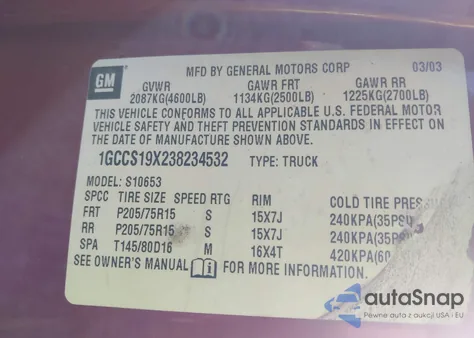 GM
MFD BY GENERAL MOTORS CORP 03/03
GVWR GAWR FRT GAWR RR
2087KG(4600LB) 1134KG(2500LB) 1225KG(2700LB)
THIS VEHICLE CONFORMS TO ALL APPLICABLE U.S. FEDERAL MOTOR
VEHICLE SAFETY AND THEFT PREVENTION STANDARDS IN EFFECT ON
THE DATE OF MANUFACTURE SHOWN ABOVE.
1GCCS19X238234532 TYPE: TRUCK
MODEL: S10653
SPCC TIRE SIZE SPEED RTG RIM COLD TIRE PRESSU
FRT P205/75R15 S 15X7J 240KPA(35PSI)
RR P205/75R15 S 15X7J 240KPA(35P
SPA T145/80D16 M 16X4T 420KPA(60
SEE OWNER'S MANUAL i FOR MORE INFORMATION.
autaSnap
Pewne auta z aukcji USA i EU